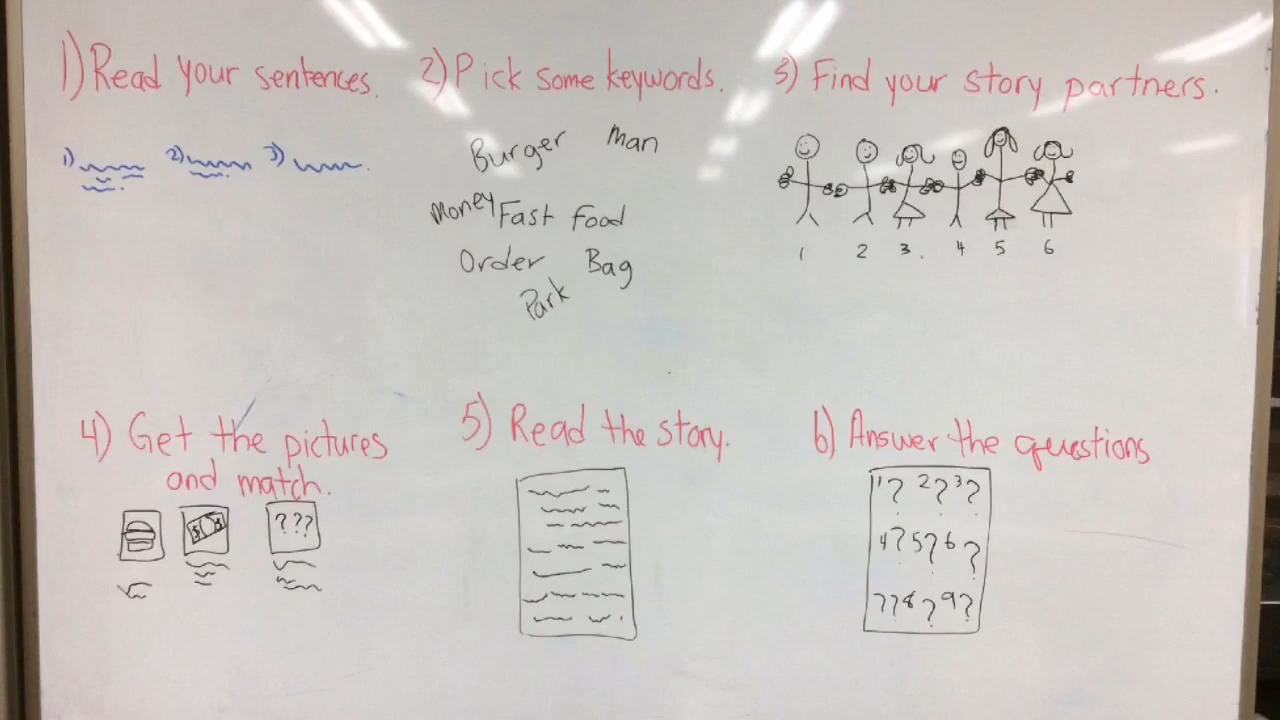 1) Read your sentences.
1) 2) 3)
2) Pick some keywords.
Burger Man
Money Fast Food
Order Bag
Park
3) Find your story partners.
1 2 3. 4 5 6
4) Get the pictures
and match.
$ $ ???
5) Read the story.
6) Answer the questions
1? 2? 3?
4? 5? 6?
7? 8? 9?